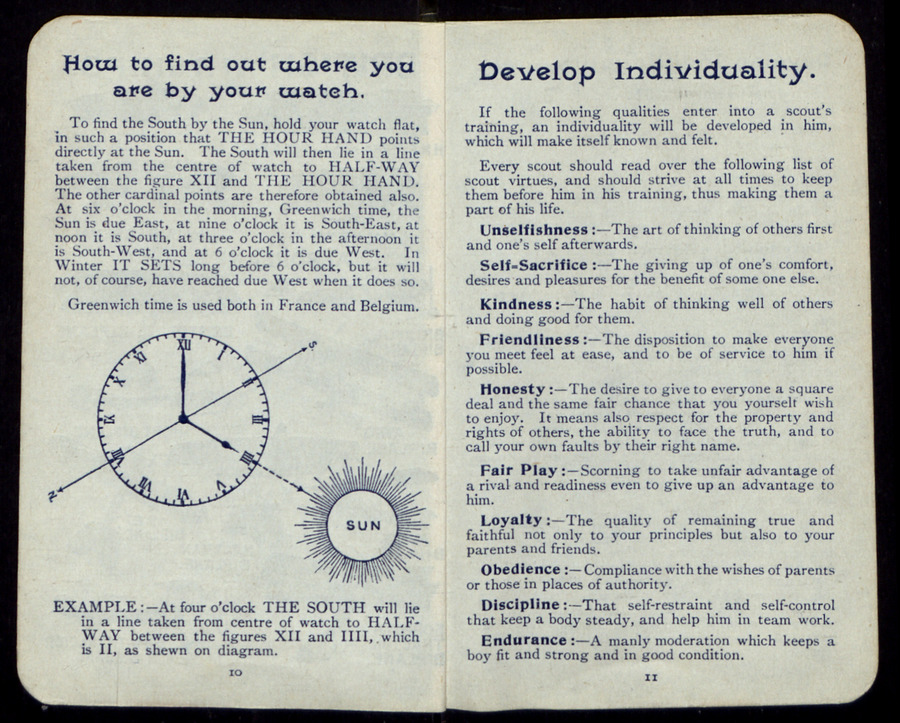 How to find out where you
are by your watch.
To find the South by the Sun, hold your watch flat,
in such a position that THE HOUR HAND points
directly at the Sun. The South will then lie in a line
taken from the centre of watch to HALF-WAY
between the figure XII and THE HOUR HAND.
The other cardinal points are therefore obtained also.
At six o'clock in the morning, Greenwich time, the
Sun is due East, at nine o'clock it is South-East, at
noon it is South, at three o'clock in the afternoon it
is South-West, and at 6 o'clock it is due West. In
Winter IT SETS long before 6 o'clock, but it will
not, of course, have reached due West when it does so.
Greenwich time is used both in France and Belgium.
XII
I
II
III
IIII
V
VI
VII
VIII
IX
X
XI
S.
N.
SUN
EXAMPLE :—At four o'clock THE SOUTH will lie
in a line taken from centre of watch to HALF-
WAY between the figures XII and IIII, which
is II, as shewn on diagram.
10
Develop Individuality.
If the following qualities enter into a scout's
training, an individuality will be developed in him,
which will make itself known and felt.
Every scout should read over the following list of
scout virtues, and should strive at all times to keep
them before him in his training, thus making them a
part of his life.
Unselfishness :—The art of thinking of others first
and one's self afterwards.
Self-Sacrifice :—The giving up of one's comfort,
desires and pleasures for the benefit of some one else.
Kindness :—The habit of thinking well of others
and doing good for them.
Friendliness :—The disposition to make everyone
you meet feel at ease, and to be of service to him if
possible.
Honesty :—The desire to give to everyone a square
deal and the same fair chance that you yourself wish
to enjoy. It means also respect for the property and
rights of others, the ability to face the truth, and to
call your own faults by their right name.
Fair Play :—Scorning to take unfair advantage of
a rival and readiness even to give up an advantage to
him.
Loyalty :—The quality of remaining true and
faithful not only to your principles but also to your
parents and friends.
Obedience :—Compliance with the wishes of parents
or those in places of authority.
Discipline :—That self-restraint and self-control
that keep a body steady, and help him in team work.
Endurance :—A manly moderation which keeps a
boy fit and strong and in good condition.
11